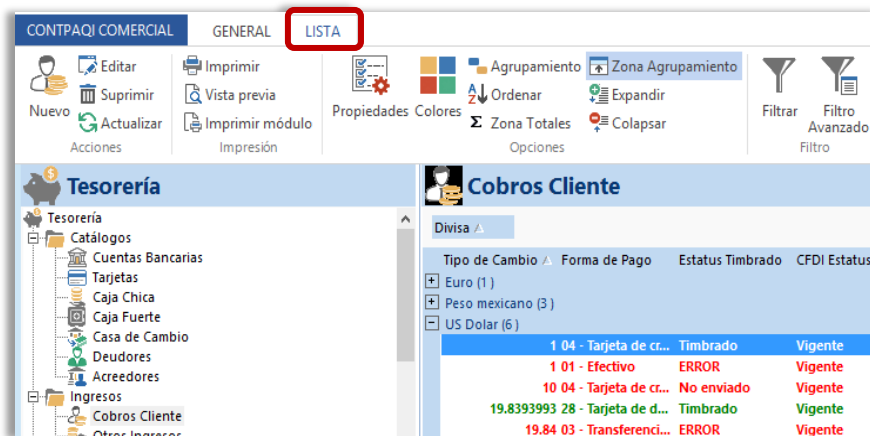 CONTPAQI COMERCIAL GENERAL LISTA
Editar Imprimir Agrupamiento Zona Agrupamiento
Suprimir Vista previa Ordenar Expandir
Nuevo Actualizar Imprimir módulo Propiedades Colores Σ Zona Totales Colapsar Filtrar Filtro Avanzado
Acciones Impresión Opciones Filtro
Tesorería
Tesorería
Catálogos
Cuentas Bancarias
Tarjetas
Caja Chica
Caja Fuerte
Casa de Cambio
Deudores
Acreedores
Ingresos
Cobros Cliente
Otros Ingresos
Cobros Cliente
Divisa
Tipo de Cambio Forma de Pago Estatus Timbrado CFDI Estatus
Euro (1)
Peso mexicano (3)
US Dolar (6)
1 04 - Tarjeta de cr... Timbrado Vigente
1 01 - Efectivo ERROR Vigente
10 04 - Tarjeta de cr... No enviado Vigente
19.8393993 28 - Tarjeta de d... Timbrado Vigente
19.84 03 - Transferenci... ERROR Vigente